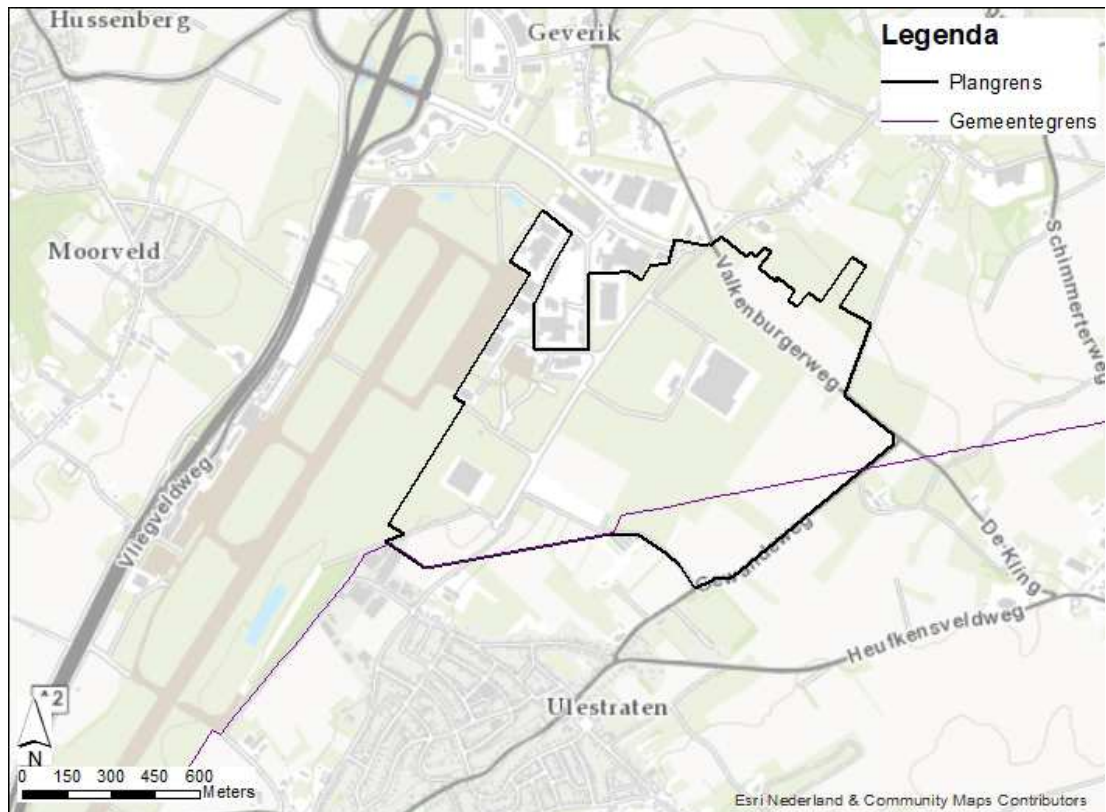 Hussenberg
Geverik
Legenda
Plangrens
Gemeentegrens
Moorveld
Schimmerterweg
Valkenburgerweg
Vliegveldweg
Gewandeweg
De Kling
Heufkensveldweg
Ulestraten
2
N
0 150 300 450 600
Meters
Esri Nederland & Community Maps Contributors